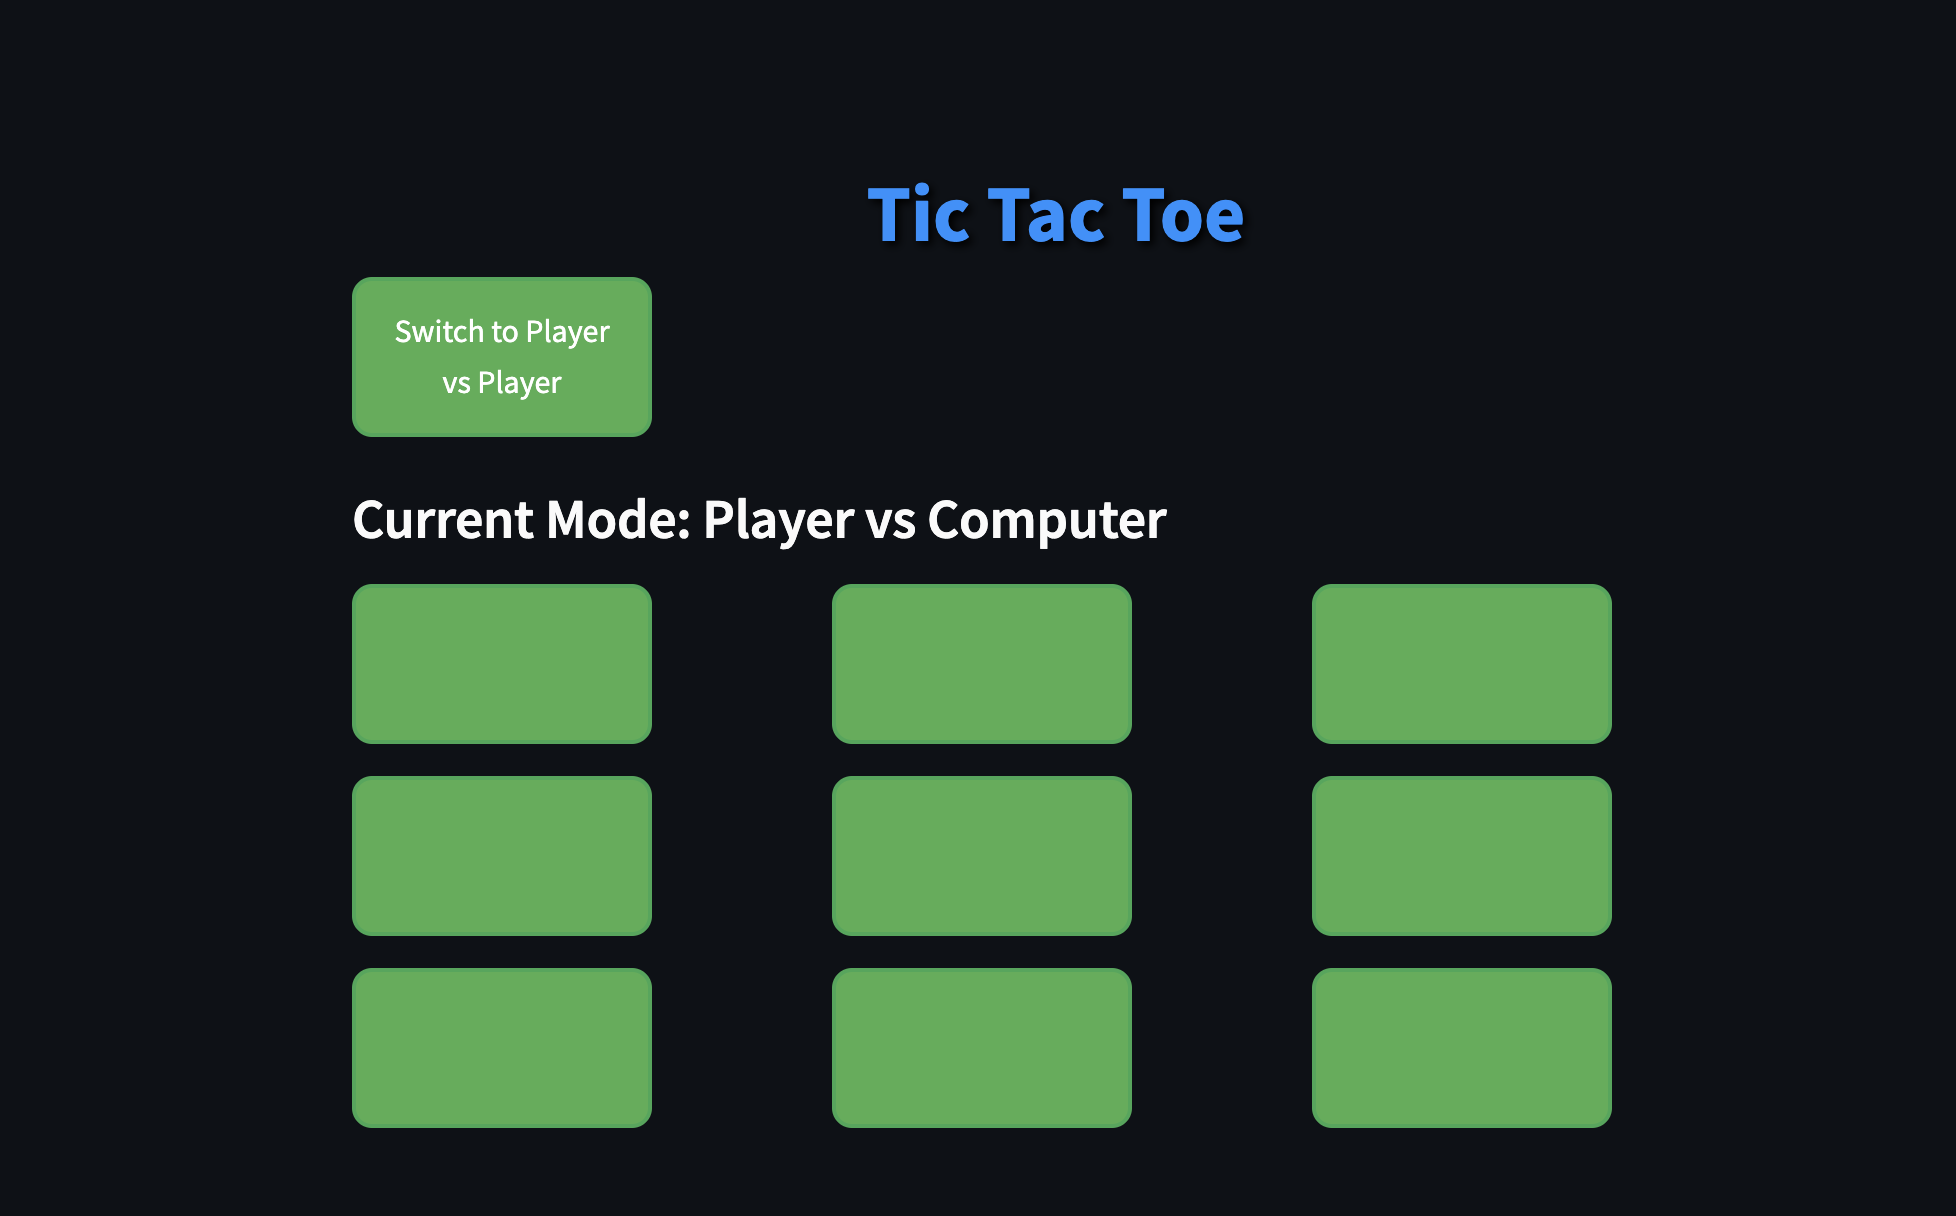 Tic Tac Toe
Switch to Player
vs Player
Current Mode: Player vs Computer